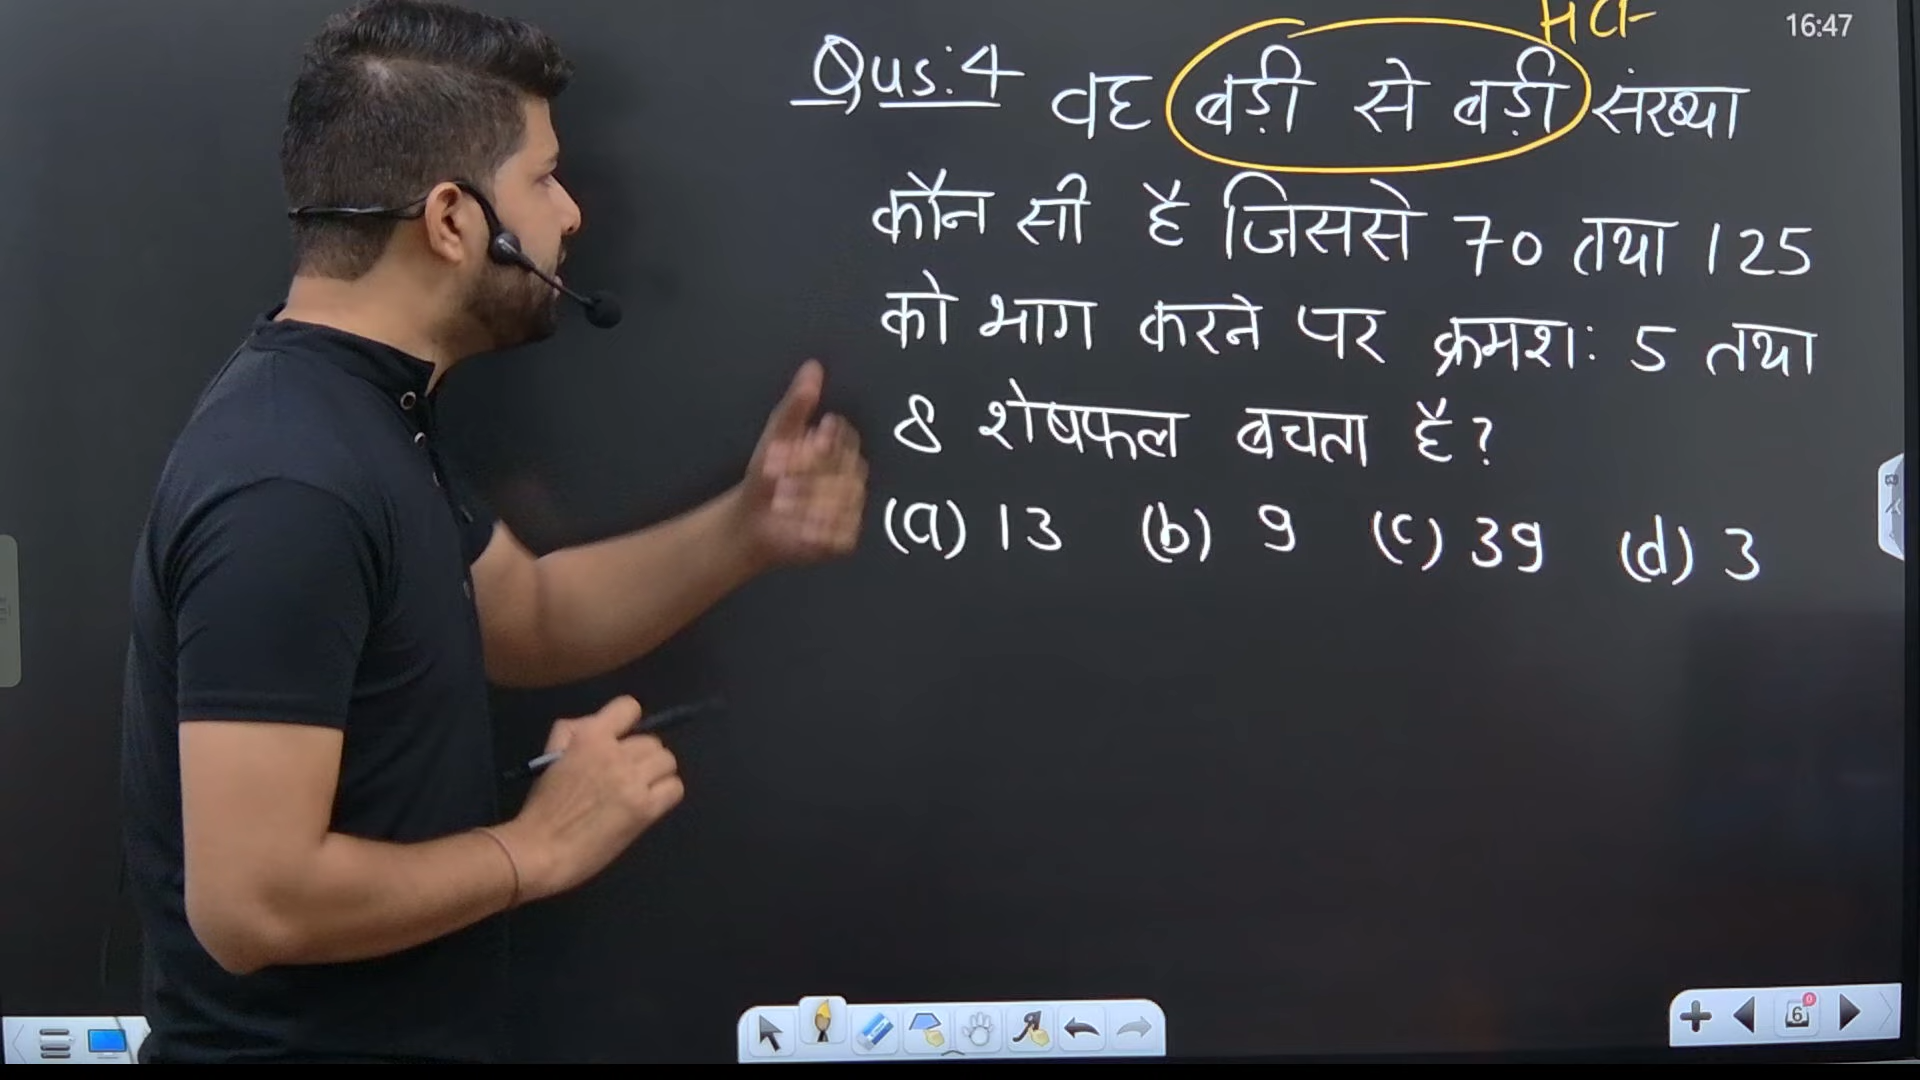 HCF
16:47
Qus:4 वह बड़ी से बड़ी संख्या
कौन सी है जिससे 70 तथा 125
को भाग करने पर क्रमश: 5 तथा
8 शेषफल बचता है?
(a) 13 (b) 9 (c) 39 (d) 3
6